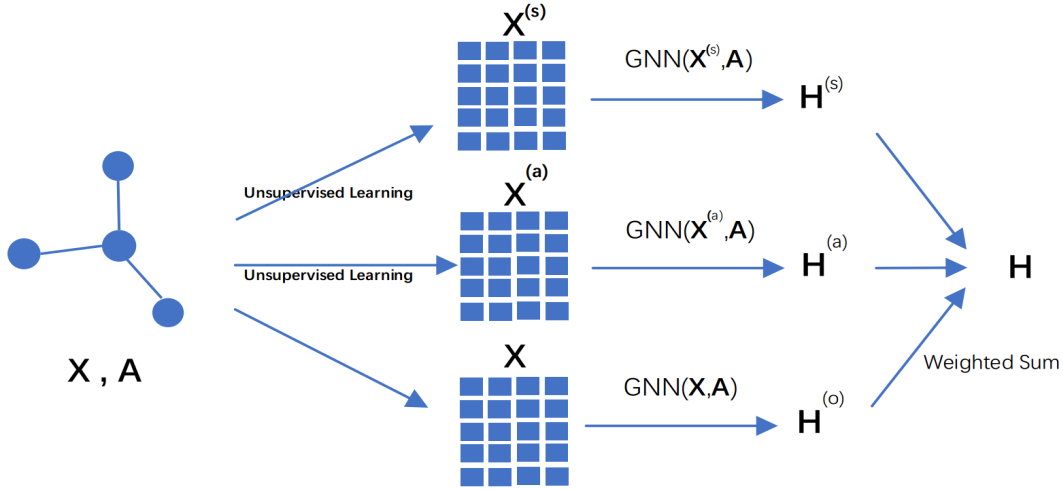 X(s)
GNN(X(s),A)
H(s)
Unsupervised Learning
X(a)
GNN(X(a),A)
H(a)
H
Unsupervised Learning
X , A
X
GNN(X,A)
H(o)
Weighted Sum